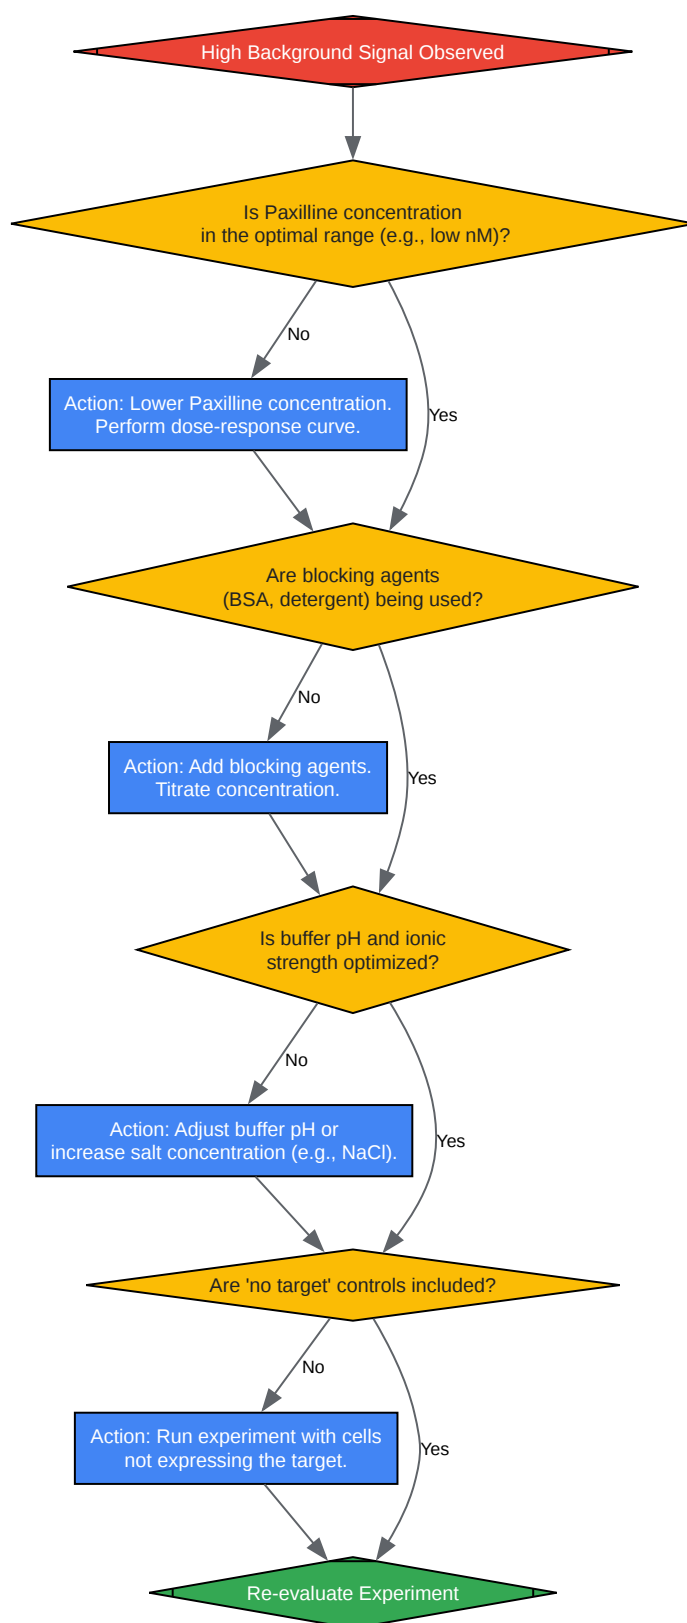 High Background Signal Observed
Is Paxilline concentration
in the optimal range (e.g., low nM)?
No
Action: Lower Paxilline concentration.
Perform dose-response curve.
Yes
Are blocking agents
(BSA, detergent) being used?
No
Action: Add blocking agents.
Titrate concentration.
Yes
Is buffer pH and ionic
strength optimized?
No
Action: Adjust buffer pH or
increase salt concentration (e.g., NaCl).
Yes
Are 'no target' controls included?
No
Action: Run experiment with cells
not expressing the target.
Yes
Re-evaluate Experiment